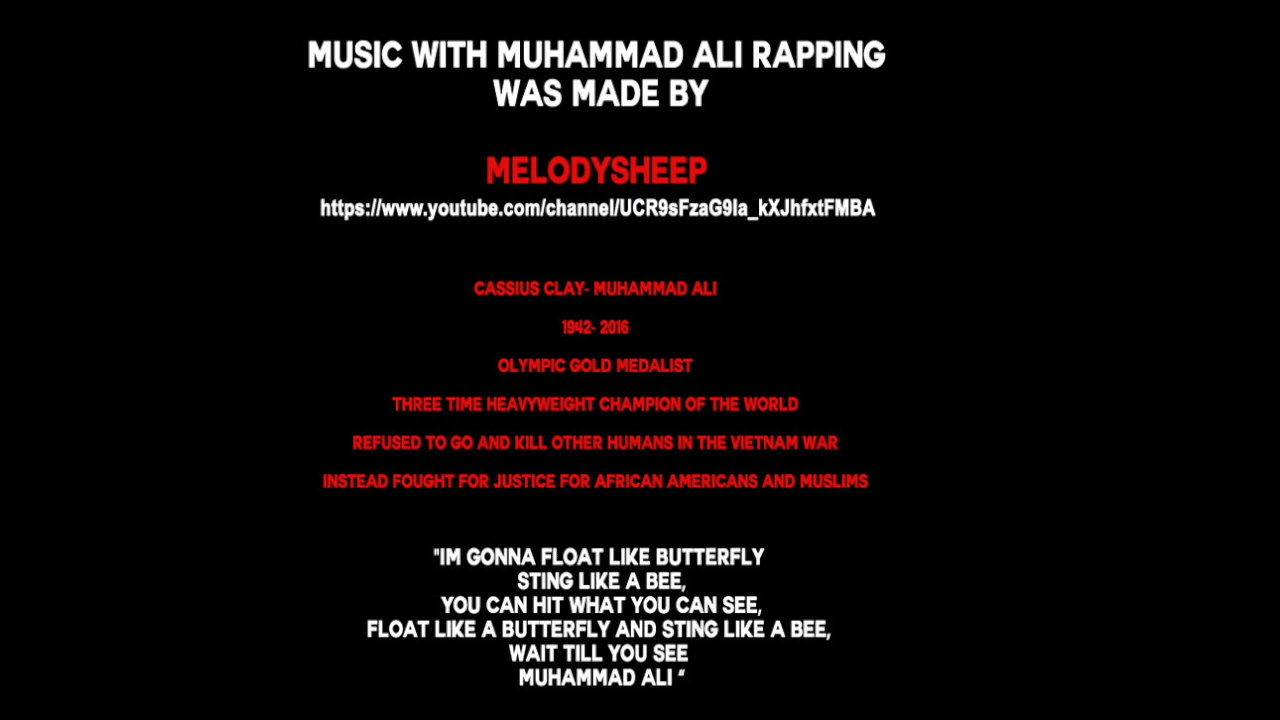 MUSIC WITH MUHAMMAD ALI RAPPING
WAS MADE BY
MELODYSHEEP
https://www.youtube.com/channel/UCR9sFzaG9Ia_kXJhfxtFMBA
CASSIUS CLAY- MUHAMMAD ALI
1942- 2016
OLYMPIC GOLD MEDALIST
THREE TIME HEAVYWEIGHT CHAMPION OF THE WORLD
REFUSED TO GO AND KILL OTHER HUMANS IN THE VIETNAM WAR
INSTEAD FOUGHT FOR JUSTICE FOR AFRICAN AMERICANS AND MUSLIMS
"IM GONNA FLOAT LIKE BUTTERFLY
STING LIKE A BEE,
YOU CAN HIT WHAT YOU CAN SEE,
FLOAT LIKE A BUTTERFLY AND STING LIKE A BEE,
WAIT TILL YOU SEE
MUHAMMAD ALI “